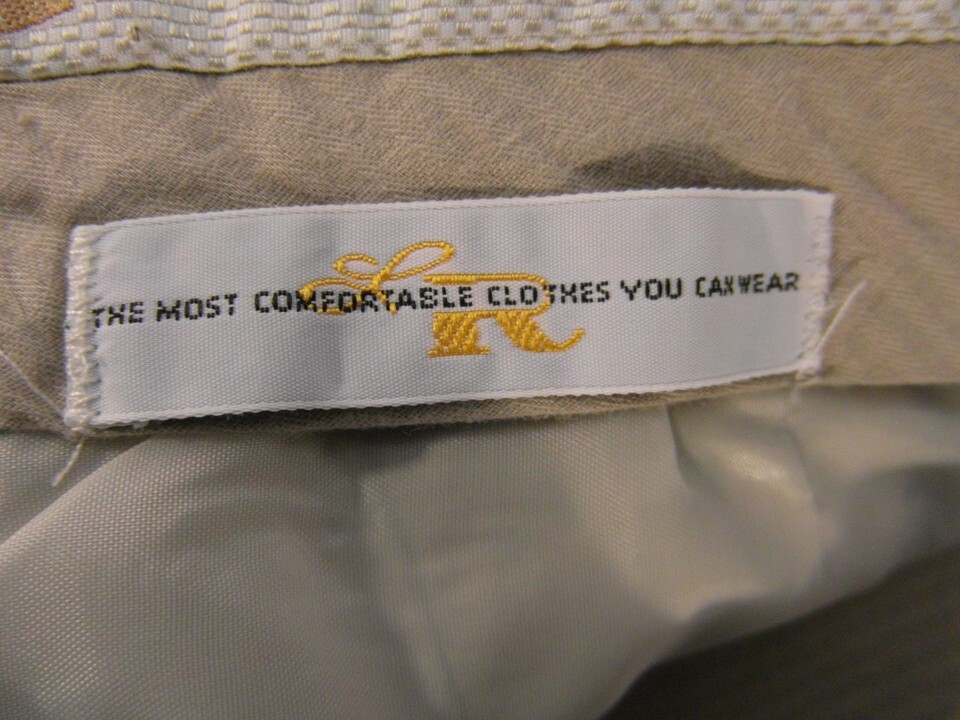 THE MOST COMFORTABLE CLOTHES YOU CAN WEAR
R